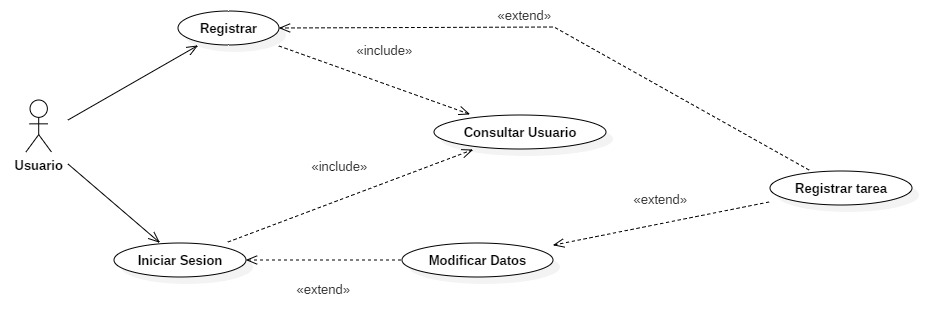 «extend»
Registrar
«include»
Consultar Usuario
Usuario
«include»
Registrar tarea
«extend»
Iniciar Sesion
Modificar Datos
«extend»